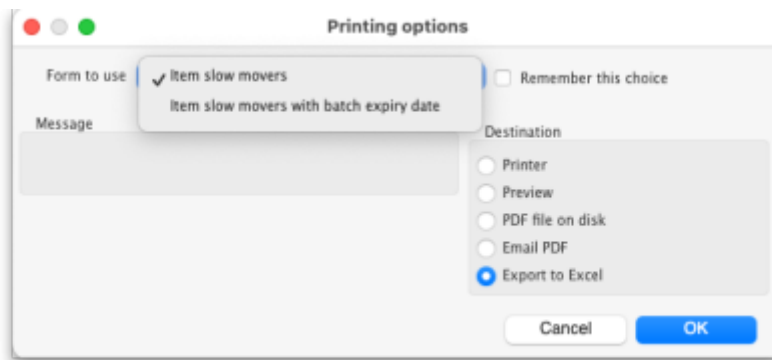 Printing options
Form to use
✓ Item slow movers
Item slow movers with batch expiry date
Remember this choice
Message
Destination
Printer
Preview
PDF file on disk
Email PDF
Export to Excel
Cancel
OK